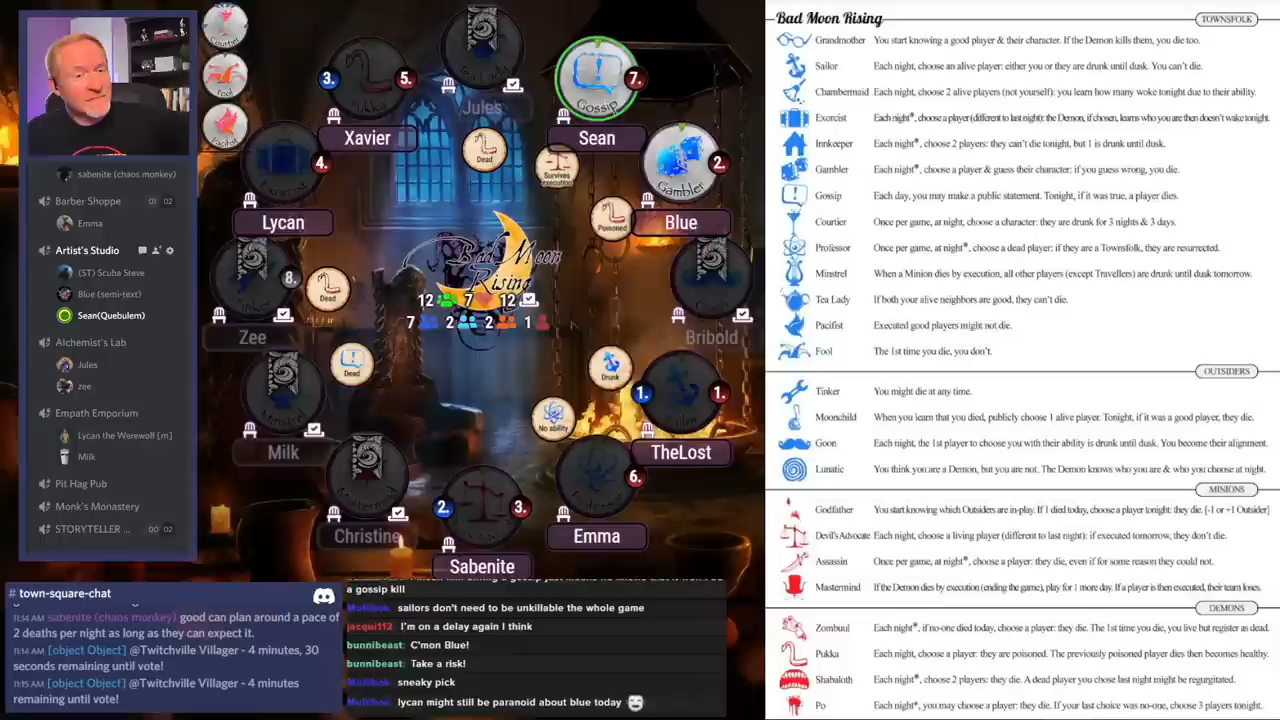 Courtier
Fool
Pacifist
sabenite (chaos monkey)
Barber Shoppe 01 02
Emma
Artist's Studio
(ST) Scuba Steve
Blue (semi-text)
Sean(Quebulem)
Alchemist's Lab
Jules
zee
Empath Emporium
Lycan the Werewolf [m]
Milk
Pit Hag Pub
Monk's Monastery
STORYTELLER ... 00 02
3. 5.
Xavier
Jules
Dead
Gossip 7.
Sean
Survives execution
4.
Lycan
Gambler 2.
Blue
Poisoned
8
Dead
Zee
Bad Moon Rising
12 7 12
7 2 2 1
Bribold
Dead
Milk
Drunk
1. 1.
TheLost
No ability
Christine
2. 3.
Sabenite
6.
Emma
# town-square-chat
11:14 AM sabenite (chaos monkey) good can plan around a pace of
2 deaths per night as long as they can expect it.
11:14 AM [object Object] @Twitchville Villager - 4 minutes, 30
seconds remaining until vote!
11:15 AM [object Object] @Twitchville Villager - 4 minutes
remaining until vote!
a gossip kill
sailors don't need to be unkillable the whole game
jacqui112 I'm on a delay again I think
bunnibeast: C'mon Blue!
bunnibeast: Take a risk!
sneaky pick
lycan might still be paranoid about blue today
Bad Moon Rising
TOWNSFOLK
Grandmother You start knowing a good player & their character. If the Demon kills them, you die too.
Sailor Each night, choose an alive player: either you or they are drunk until dusk. You can't die.
Chambermaid Each night, choose 2 alive players (not yourself): you learn how many woke tonight due to their ability.
Exorcist Each night*, choose a player (different to last night): the Demon, if chosen, learns who you are then doesn't wake tonight.
Innkeeper Each night*, choose 2 players: they can't die tonight, but 1 is drunk until dusk.
Gambler Each night*, choose a player & guess their character: if you guess wrong, you die.
Gossip Each day, you may make a public statement. Tonight, if it was true, a player dies.
Courtier Once per game, at night, choose a character: they are drunk for 3 nights & 3 days.
Professor Once per game, at night*, choose a dead player: if they are a Townsfolk, they are resurrected.
Minstrel When a Minion dies by execution, all other players (except Travellers) are drunk until dusk tomorrow.
Tea Lady If both your alive neighbors are good, they can't die.
Pacifist Executed good players might not die.
Fool The 1st time you die, you don't.
OUTSIDERS
Tinker You might die at any time.
Moonchild When you learn that you died, publicly choose 1 alive player. Tonight, if it was a good player, they die.
Goon Each night, the 1st player to choose you with their ability is drunk until dusk. You become their alignment.
Lunatic You think you are a Demon, but you are not. The Demon knows who you are & who you choose at night.
MINIONS
Godfather You start knowing which Outsiders are in-play. If 1 died today, choose a player tonight: they die. [-1 or +1 Outsider]
Devil's Advocate Each night, choose a living player (different to last night): if executed tomorrow, they don't die.
Assassin Once per game, at night*, choose a player: they die, even if for some reason they could not.
Mastermind If the Demon dies by execution (ending the game), play for 1 more day. If a player is then executed, their team loses.
DEMONS
Zombuul Each night*, if no-one died today, choose a player: they die. The 1st time you die, you live but register as dead.
Pukka Each night, choose a player: they are poisoned. The previously poisoned player dies then becomes healthy.
Shabaloth Each night*, choose 2 players: they die. A dead player you chose last night might be regurgitated.
Po Each night*, you may choose a player: they die. If your last choice was no-one, choose 3 players tonight.